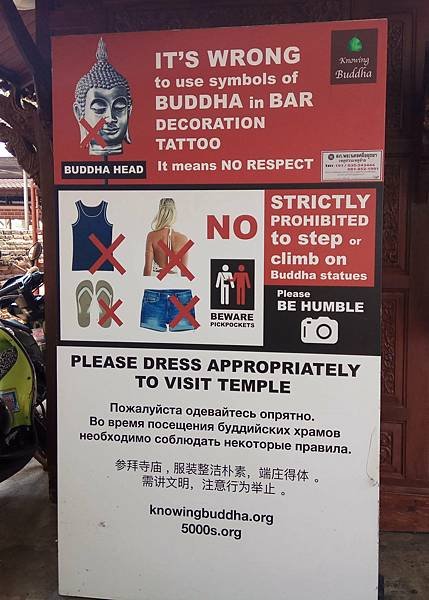 IT'S WRONG
to use symbols of
BUDDHA in BAR
DECORATION
TATTOO
It means NO RESPECT
Knowing
Buddha
BUDDHA HEAD
NO
BEWARE
PICKPOCKETS
STRICTLY
PROHIBITED
to step or
climb on
Buddha statues
Please
BE HUMBLE
PLEASE DRESS APPROPRIATELY
TO VISIT TEMPLE
Пожалуйста одевайтесь опрятно.
Во время посещения буддийских храмов
необходимо соблюдать некоторые правила.
参拜寺庙，服装整洁朴素，端庄得体 。
需讲文明，注意行为举止 。
knowingbuddha.org
5000s.org